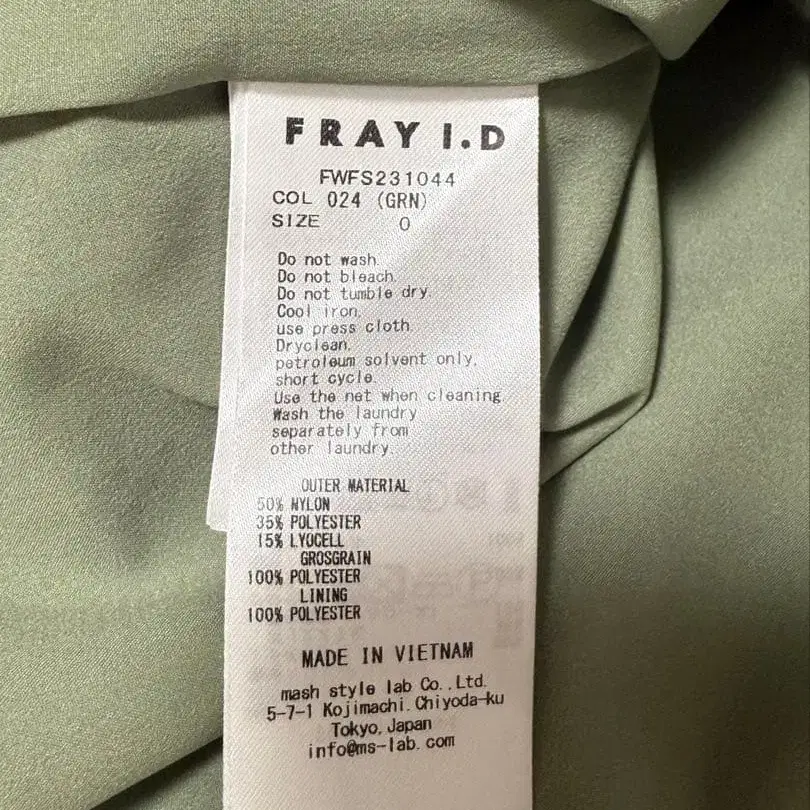 FRAY I.D
FWFS231044
COL 024 (GRN)
SIZE 0
Do not wash.
Do not bleach.
Do not tumble dry.
Cool iron.
use press cloth.
Dryclean.
petroleum solvent only.
short cycle.
Use the net when cleaning.
Wash the laundry
separately from
other laundry.
OUTER MATERIAL
50% NYLON
35% POLYESTER
15% LYOCELL
GROSGRAIN
100% POLYESTER
LINING
100% POLYESTER
MADE IN VIETNAM
mash style lab Co.,Ltd.
5-7-1 Kojimachi.Chiyoda-ku
Tokyo,Japan
info@ms-lab.com